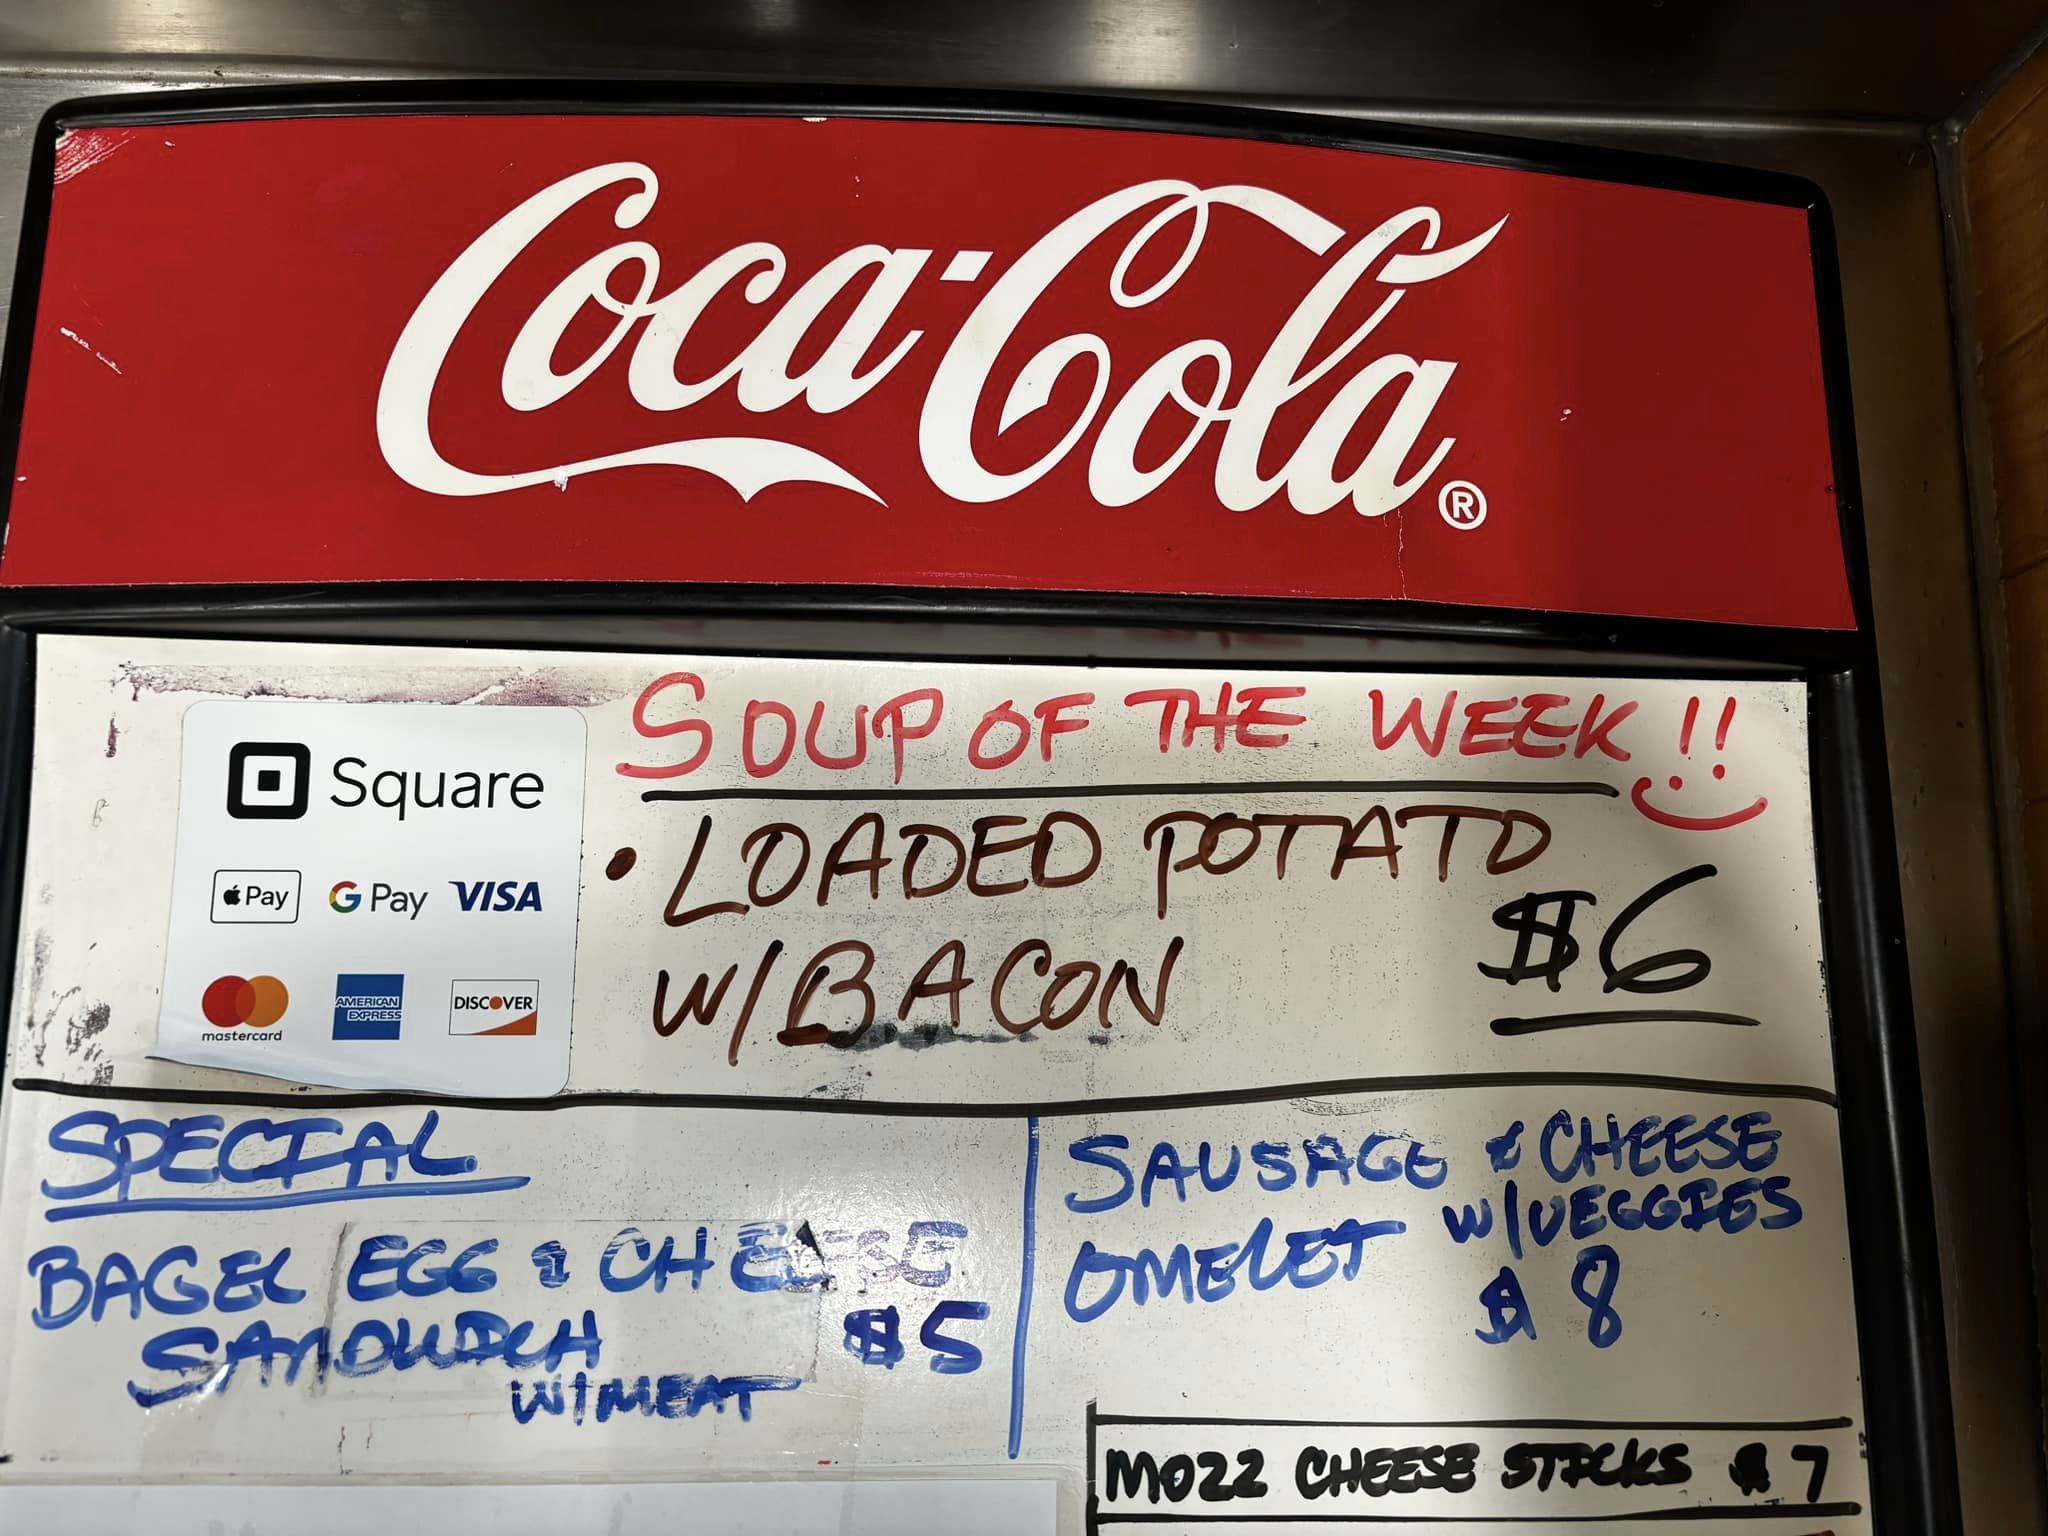 Coca-Cola®
Square
Pay G Pay VISA
mastercard AMERICAN EXPRESS DISCOVER
SOUP OF THE WEEK!!
• LOADED POTATO
W/BACON $6
SPECIAL
BAGEL EGG & CHEESE
SANDWICH $5
W/MEAT
SAUSAGE & CHEESE
OMELET W/VEGGIES
$8
MOZZ CHEESE STICKS $7